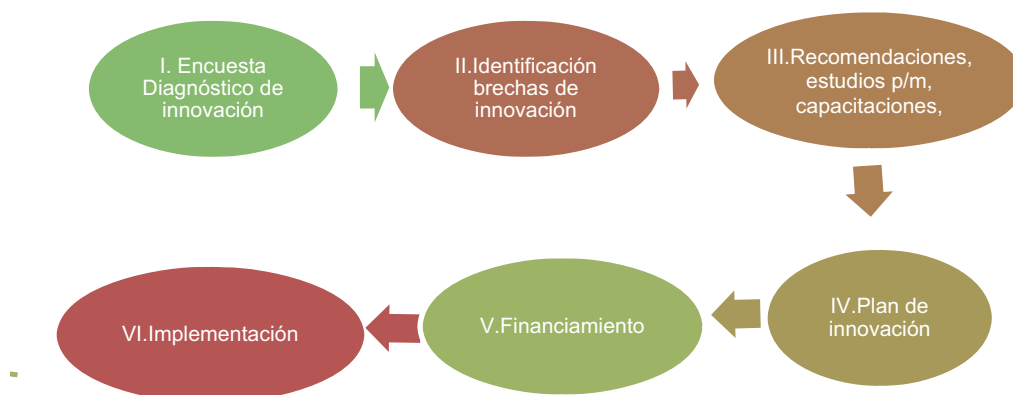 I. Encuesta
Diagnóstico de
innovación
II.Identificación
brechas de
innovación
III.Recomendaciones,
estudios p/m,
capacitaciones,
IV.Plan de
innovación
V.Financiamiento
VI.Implementación